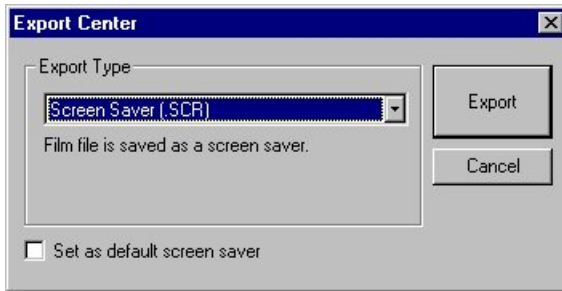 Export Center
Export Type
Screen Saver (.SCR)
Export
Film file is saved as a screen saver.
Cancel
Set as default screen saver